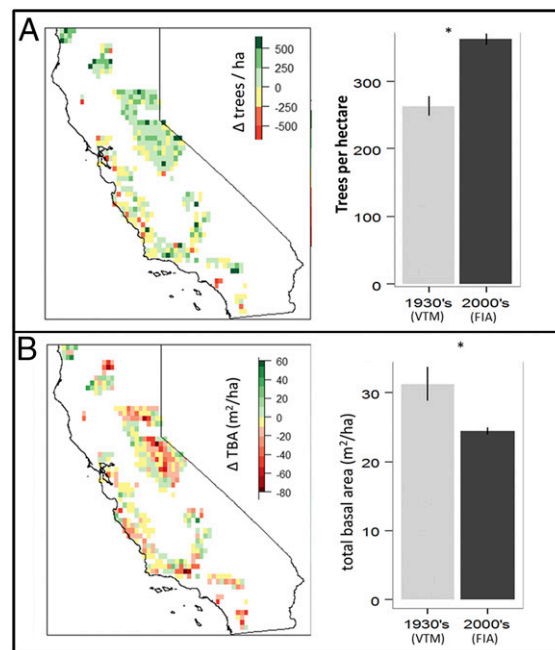 A
Δ trees / ha
500
250
0
-250
-500
Trees per hectare
300
200
100
0
*
1930's
(VTM)
2000's
(FIA)
B
Δ TBA (m²/ha)
60
40
20
0
-20
-40
-60
-80
total basal area (m²/ha)
30
20
10
0
*
1930's
(VTM)
2000's
(FIA)